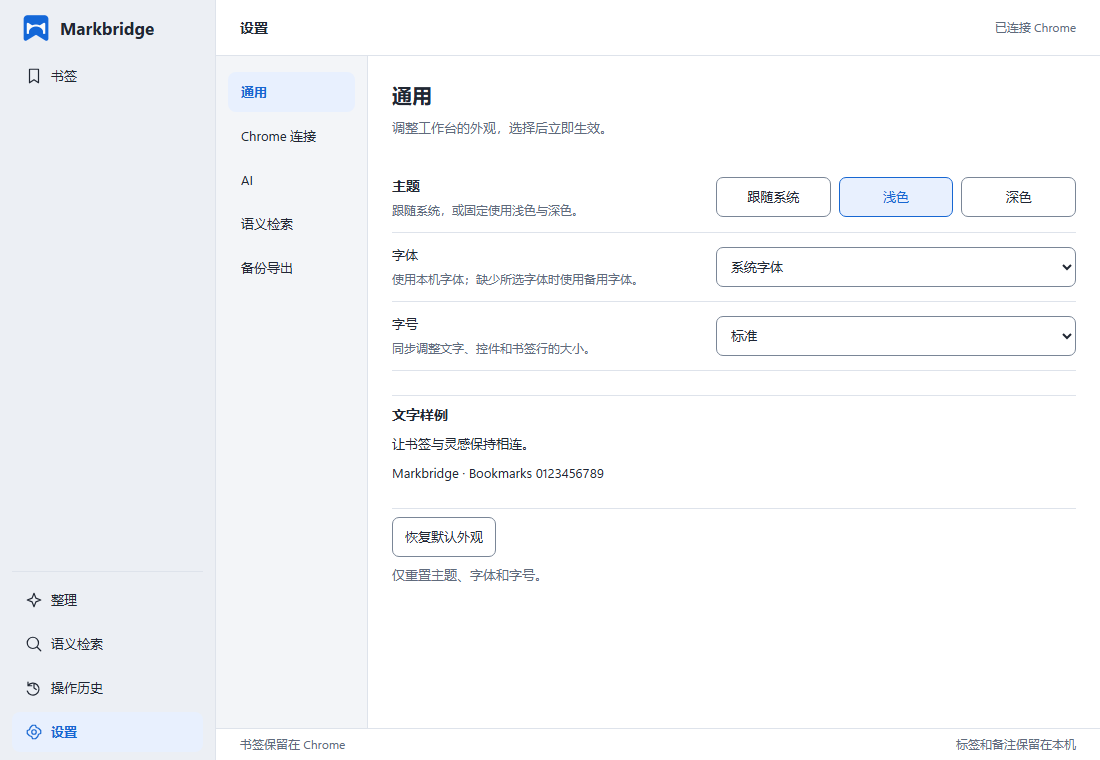 Markbridge
书签
整理
语义检索
操作历史
设置
设置
已连接 Chrome
通用
Chrome 连接
AI
语义检索
备份导出
通用
调整工作台的外观，选择后立即生效。
主题
跟随系统，或固定使用浅色与深色。
跟随系统
浅色
深色
字体
使用本机字体；缺少所选字体时使用备用字体。
系统字体
字号
同步调整文字、控件和书签行的大小。
标准
文字样例
让书签与灵感保持相连。
Markbridge · Bookmarks 0123456789
恢复默认外观
仅重置主题、字体和字号。
书签保留在 Chrome
标签和备注保留在本机